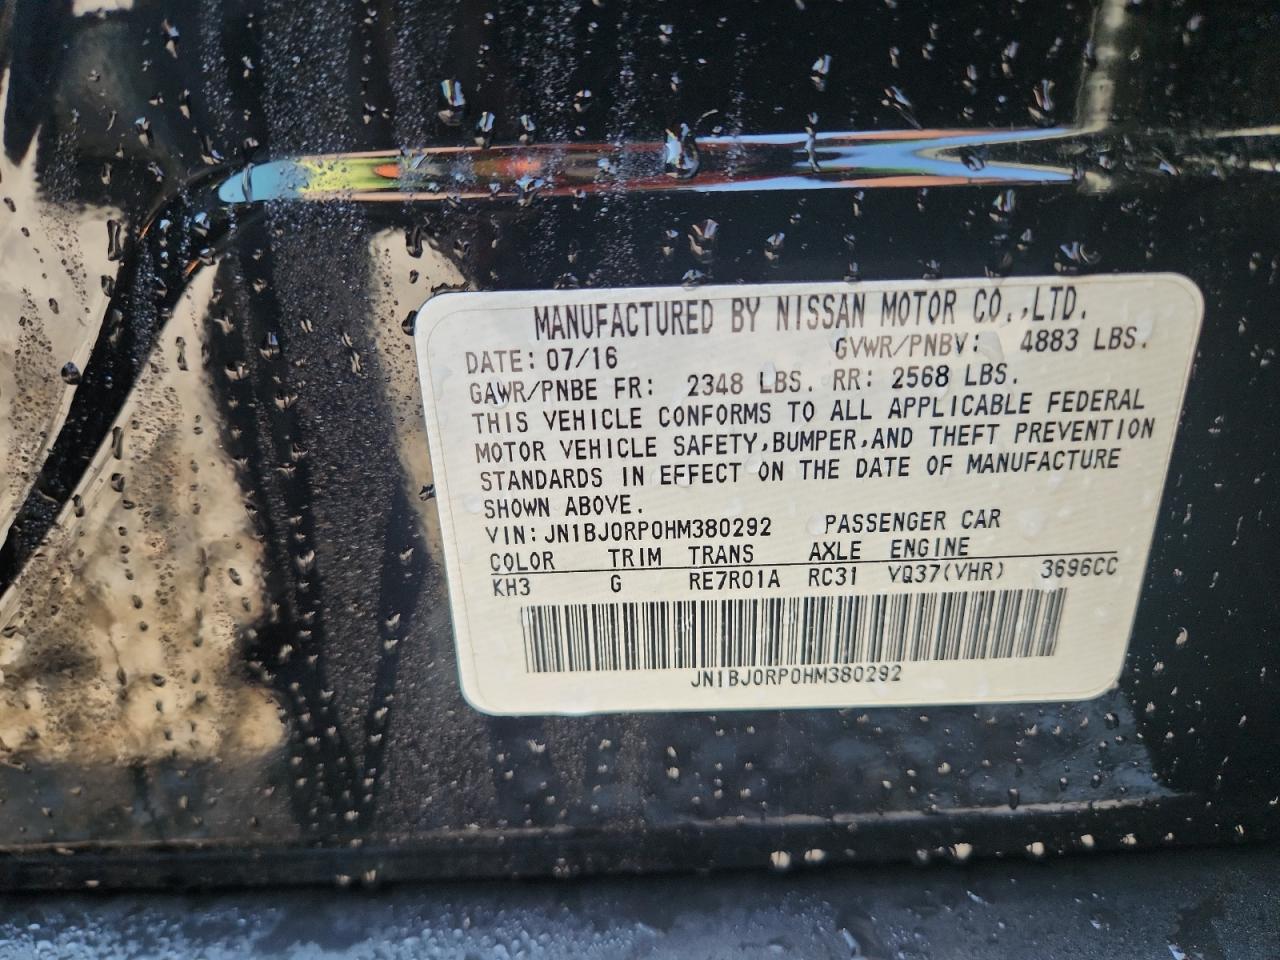 MANUFACTURED BY NISSAN MOTOR CO.,LTD.
DATE: 07/16 GVWR/PNBV: 4883 LBS.
GAWR/PNBE FR: 2348 LBS. RR: 2568 LBS.
THIS VEHICLE CONFORMS TO ALL APPLICABLE FEDERAL
MOTOR VEHICLE SAFETY,BUMPER,AND THEFT PREVENTION
STANDARDS IN EFFECT ON THE DATE OF MANUFACTURE
SHOWN ABOVE.
VIN:JN1BJ0RP0HM380292 PASSENGER CAR
COLOR TRIM TRANS AXLE ENGINE
KH3 G RE7R01A RC31 VQ37(VHR) 3696CC
JN1BJ0RP0HM380292